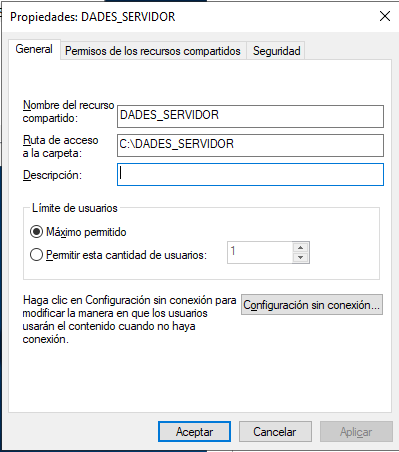 Propiedades: DADES_SERVIDOR
General
Permisos de los recursos compartidos
Seguridad
Nombre del recurso
compartido:
DADES_SERVIDOR
Ruta de acceso
a la carpeta:
C:\DADES_SERVIDOR
Descripción:
Límite de usuarios
Máximo permitido
Permitir esta cantidad de usuarios:
1
Haga clic en Configuración sin conexión para
modificar la manera en que los usuarios
usarán el contenido cuando no haya
conexión.
Configuración sin conexión...
Aceptar
Cancelar
Aplicar